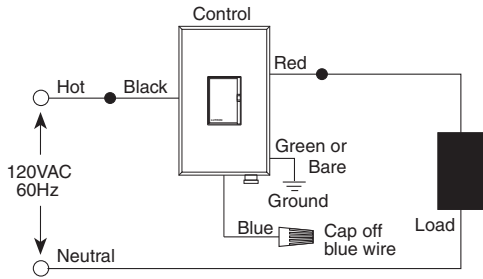 Control
Red
Hot
Black
120VAC
60Hz
Green or
Bare
Ground
Blue
Cap off
blue wire
Load
Neutral